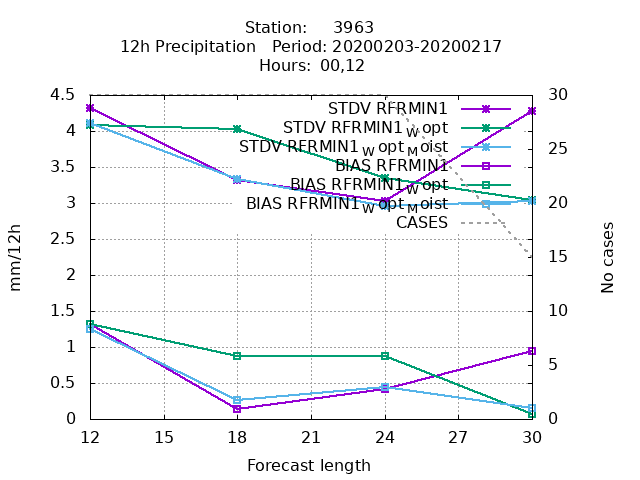 Station: 3963
12h Precipitation Period: 20200203-20200217
Hours: 00,12
4.5
4
3.5
3
2.5
2
1.5
1
0.5
0
mm/12h
30
25
20
15
10
5
0
No cases
STDV RFRMIN1
STDV RFRMIN1_W opt
STDV RFRMIN1_W opt_M oist
BIAS RFRMIN1
BIAS RFRMIN1_W opt
BIAS RFRMIN1_W opt_M oist
CASES
12 15 18 21 24 27 30
Forecast length